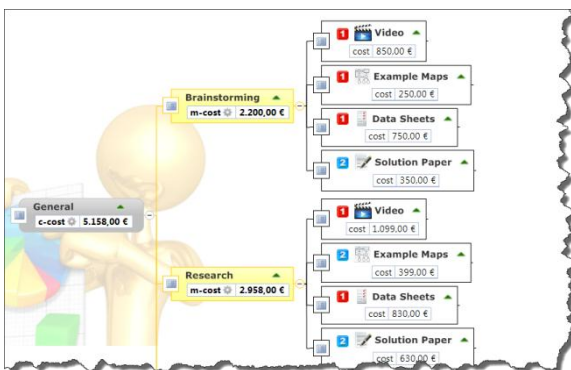 General
c-cost 5.158,00 €
Brainstorming
m-cost 2.200,00 €
1 Video
cost 850,00 €
1 Example Maps
cost 250,00 €
1 Data Sheets
cost 750,00 €
2 Solution Paper
cost 350,00 €
Research
m-cost 2.958,00 €
1 Video
cost 1.099,00 €
2 Example Maps
cost 399,00 €
1 Data Sheets
cost 830,00 €
2 Solution Paper
cost 630,00 €